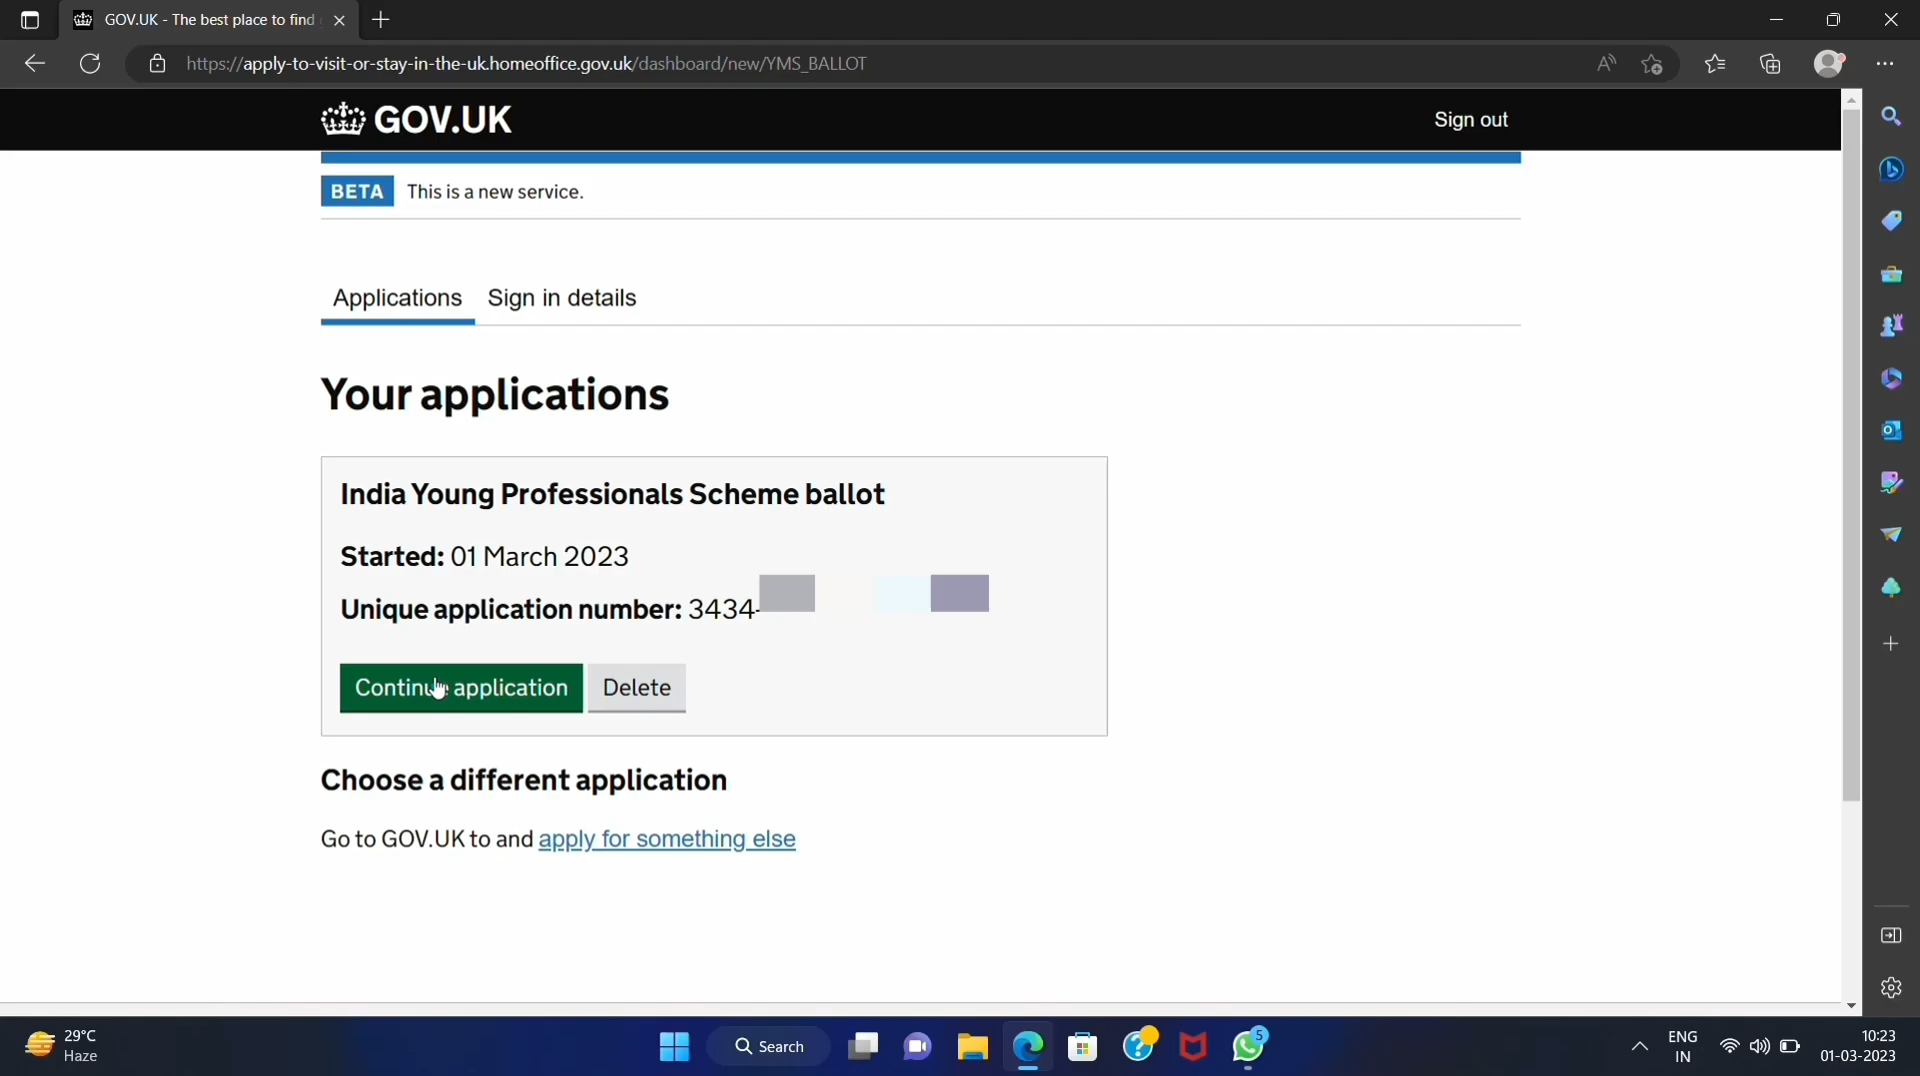 GOV.UK - The best place to find
https://apply-to-visit-or-stay-in-the-uk.homeoffice.gov.uk/dashboard/new/YMS_BALLOT
GOV.UK
Sign out
BETA This is a new service.
Applications Sign in details
Your applications
India Young Professionals Scheme ballot
Started: 01 March 2023
Unique application number: 3434-
Continue application Delete
Choose a different application
Go to GOV.UK to and apply for something else
29°C
Haze
Search
5
ENG
IN
10:23
01-03-2023